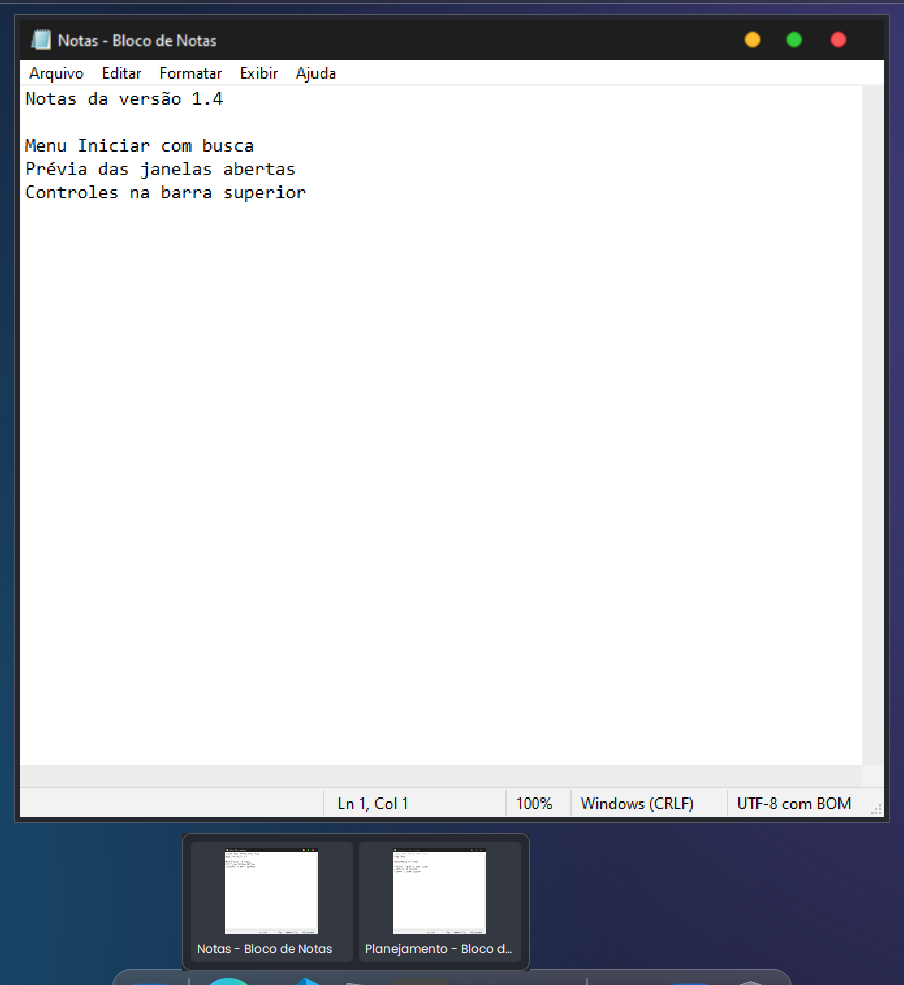 Notas - Bloco de Notas
Arquivo Editar Formatar Exibir Ajuda
Notas da versão 1.4
Menu Iniciar com busca
Prévia das janelas abertas
Controles na barra superior
Ln 1, Col 1 100% Windows (CRLF) UTF-8 com BOM
Notas - Bloco de Notas Planejamento - Bloco d...